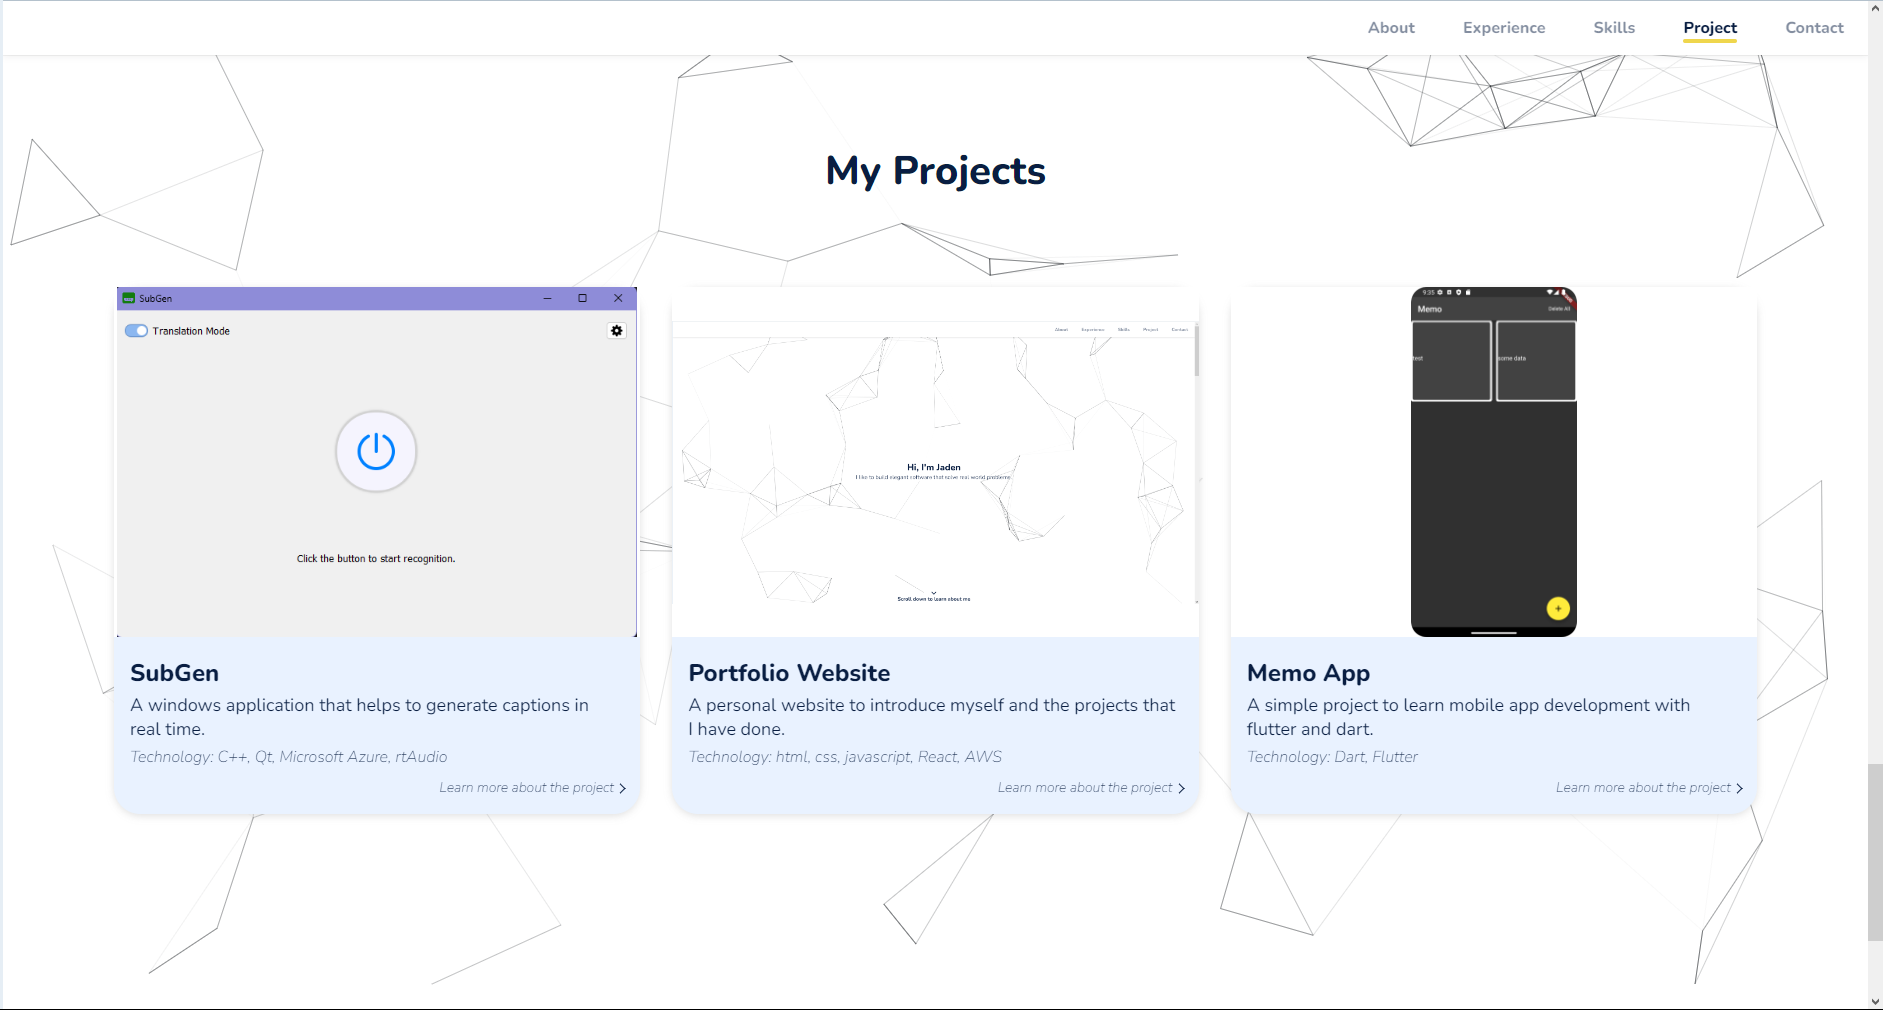 About Experience Skills Project Contact
My Projects
SubGen
Translation Mode
Click the button to start recognition.
SubGen
A windows application that helps to generate captions in
real time.
Technology: C++, Qt, Microsoft Azure, rtAudio
Learn more about the project
About Experience Skills Project Contact
Hi, I'm Jaden
I like to build elegant software that solve real world problems
Scroll down to learn about me
Portfolio Website
A personal website to introduce myself and the projects that
I have done.
Technology: html, css, javascript, React, AWS
Learn more about the project
9:35
Memo Delete All
test some data
Memo App
A simple project to learn mobile app development with
flutter and dart.
Technology: Dart, Flutter
Learn more about the project